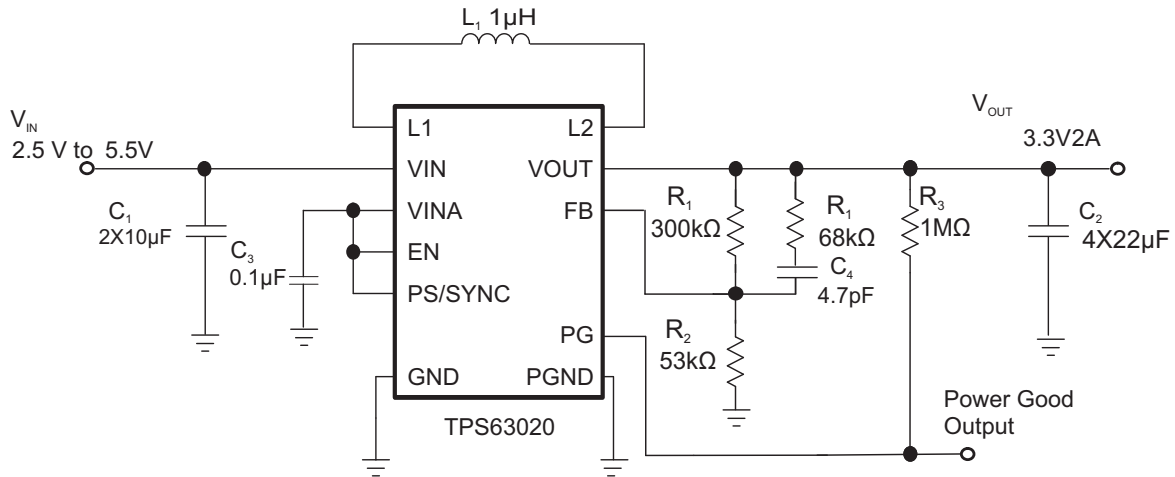 L₁ 1µH
V_IN
2.5 V to 5.5V
V_OUT
3.3V2A
L1
L2
VIN
VOUT
VINA
FB
EN
PS/SYNC
PG
GND
PGND
TPS63020
C₁
2X10µF
C₃
0.1µF
R₁
300kΩ
R₁
68kΩ
C₄
4.7pF
R₂
53kΩ
R₃
1MΩ
C₂
4X22µF
Power Good
Output